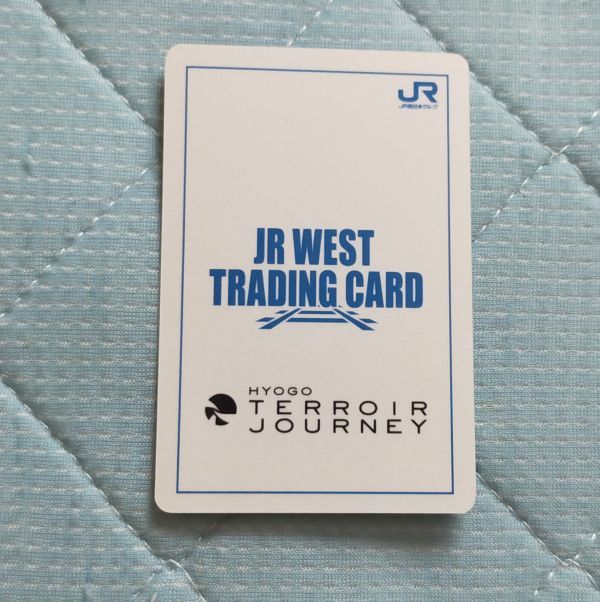 JR
JR西日本グループ
JR WEST
TRADING CARD
HYOGO
TERROIR
JOURNEY